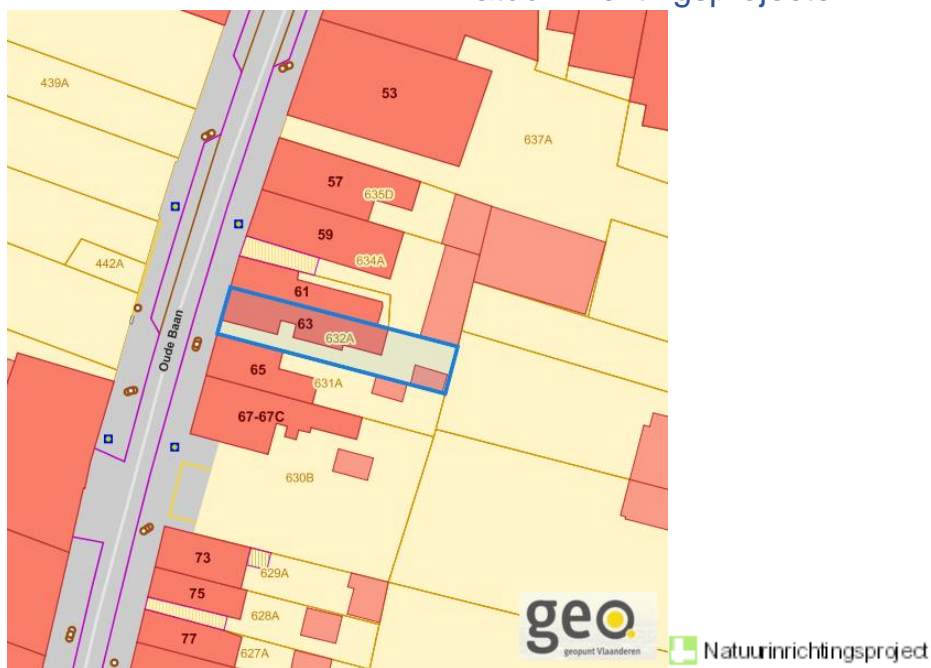 439A
53
637A
57
635D
59
634A
442A
61
63
632A
Oude Baan
65
631A
67-67C
630B
73
629A
75
628A
77
627A
geo
geopunt Vlaanderen
Natuurinrichtingsproject